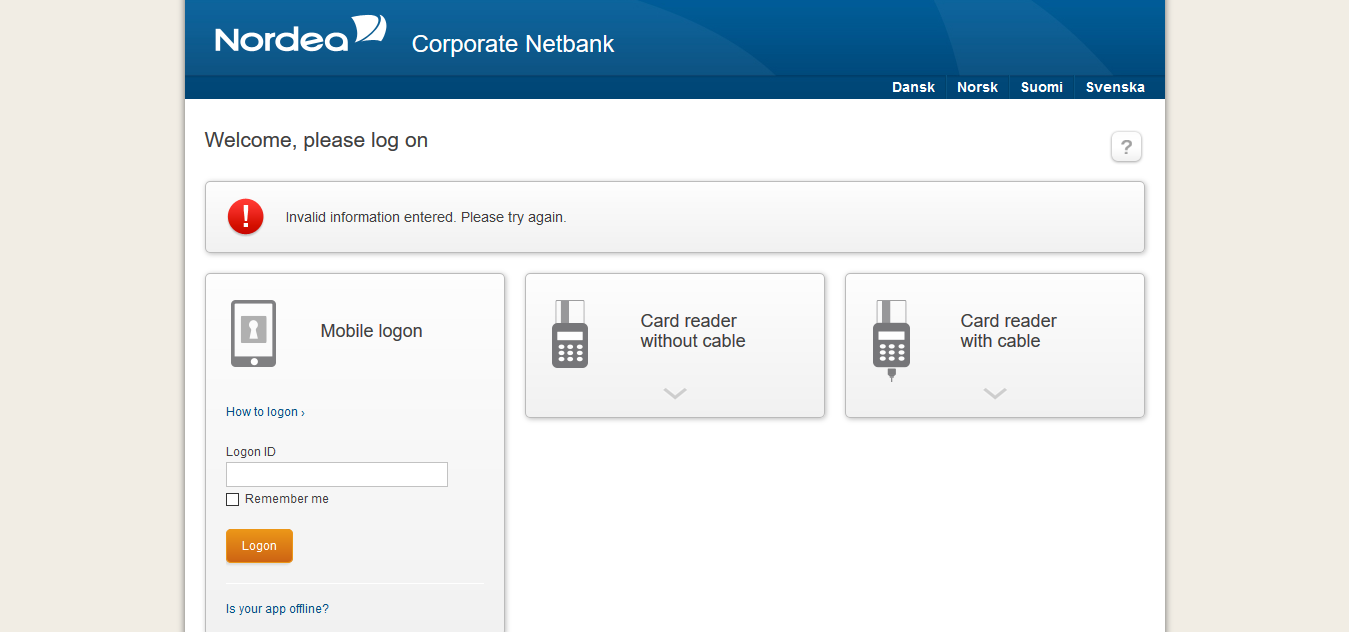 Nordea
Corporate Netbank
Dansk Norsk Suomi Svenska
Welcome, please log on
?
!
Invalid information entered. Please try again.
Mobile logon
Card reader
without cable
Card reader
with cable
How to logon ›
Logon ID
Remember me
Logon
Is your app offline?